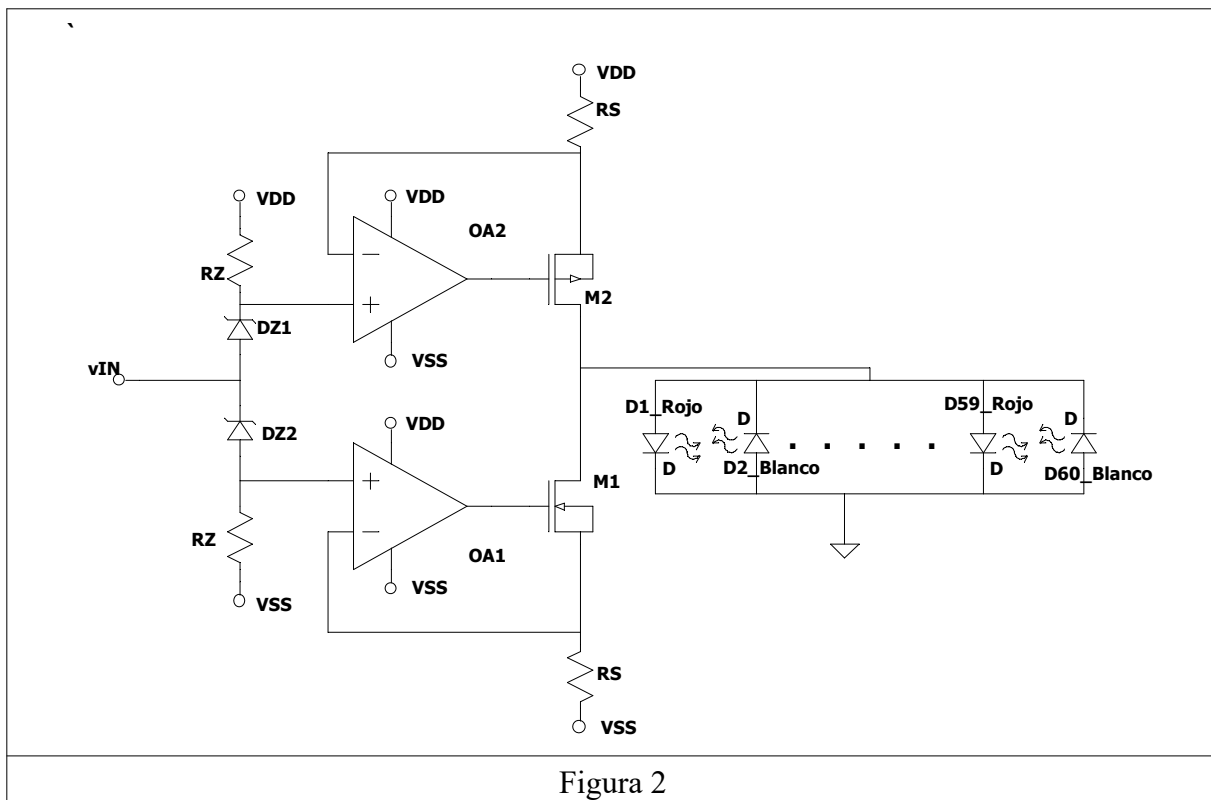 `
VDD
RS
VDD
VDD
OA2
RZ
−
+
M2
DZ1
VSS
vIN
DZ2
VDD
D1_Rojo
D
D59_Rojo
D
D
D2_Blanco
D
D60_Blanco
+
M1
RZ
−
OA1
VSS
VSS
RS
VSS
Figura 2